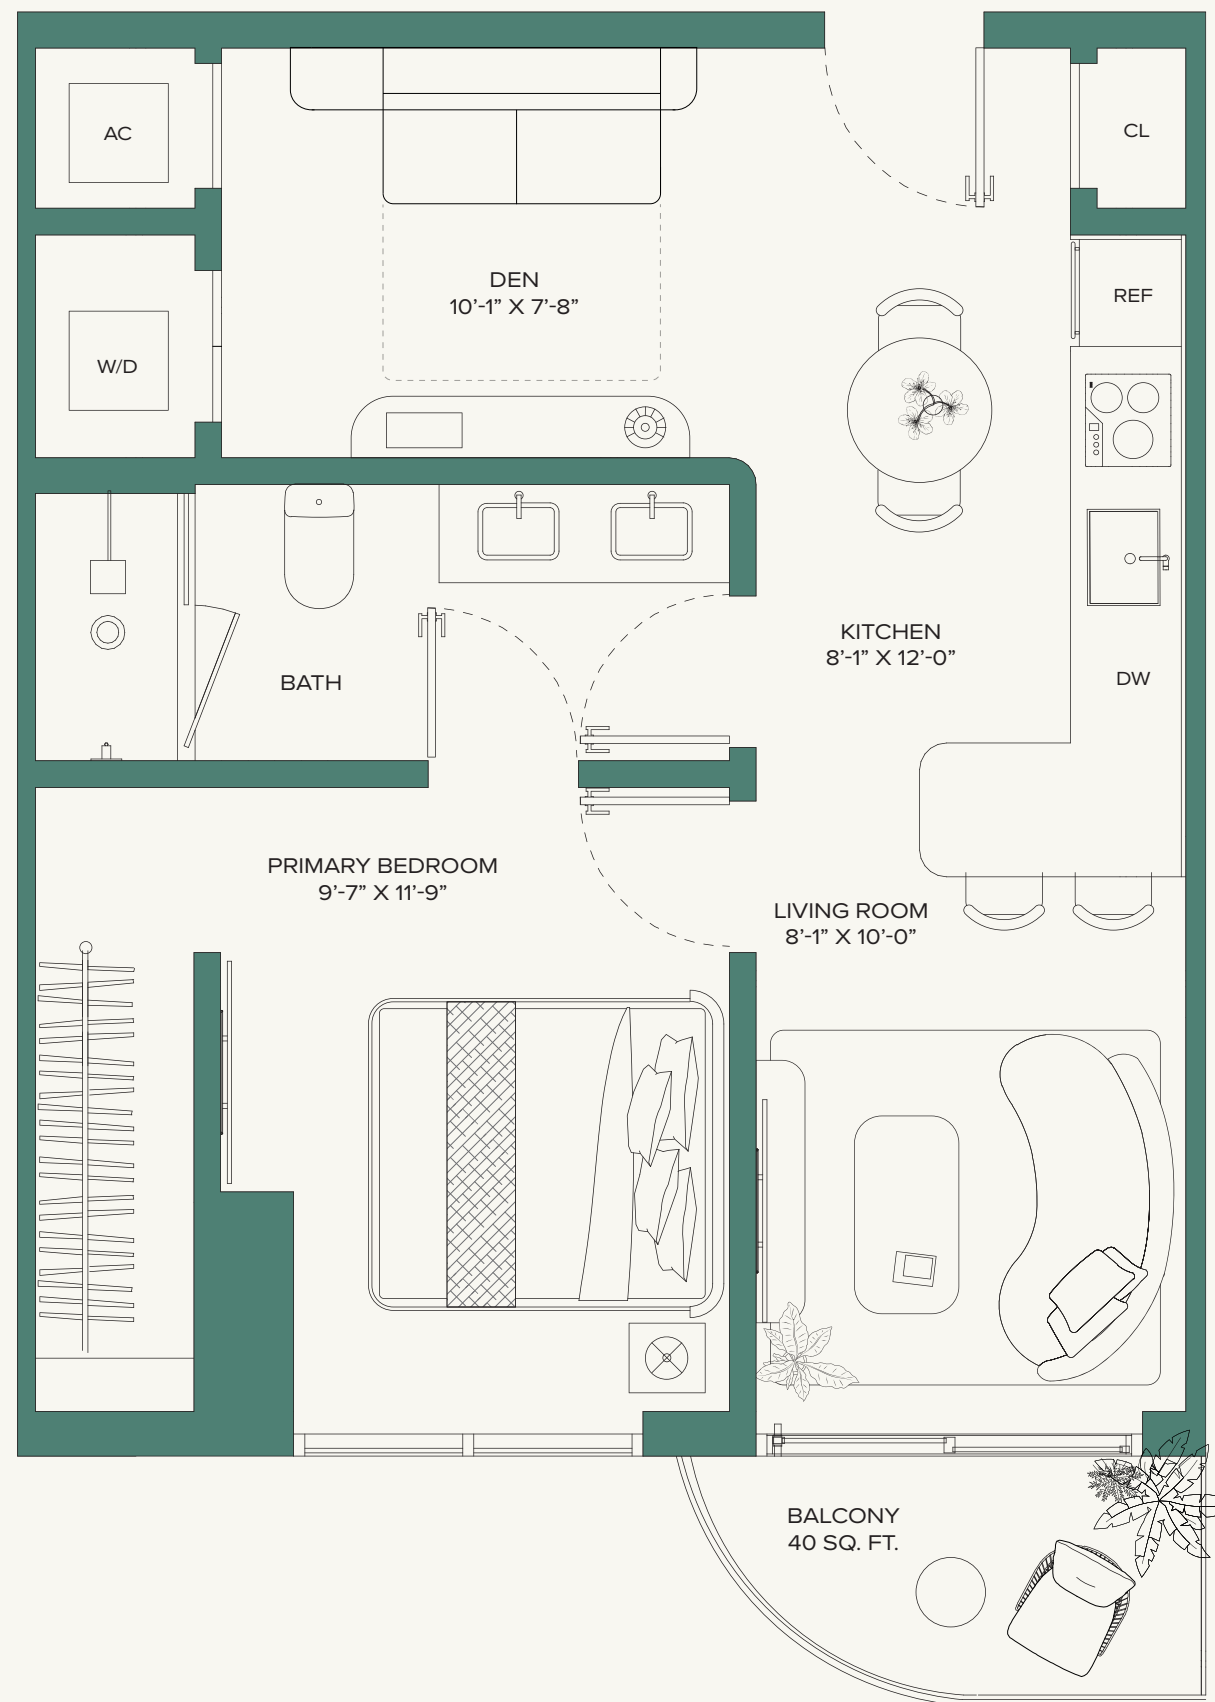 AC
CL
DEN
10’-1” X 7’-8”
REF
W/D
KITCHEN
8’-1” X 12’-0”
BATH
DW
PRIMARY BEDROOM
9’-7” X 11’-9”
LIVING ROOM
8’-1” X 10’-0”
BALCONY
40 SQ. FT.